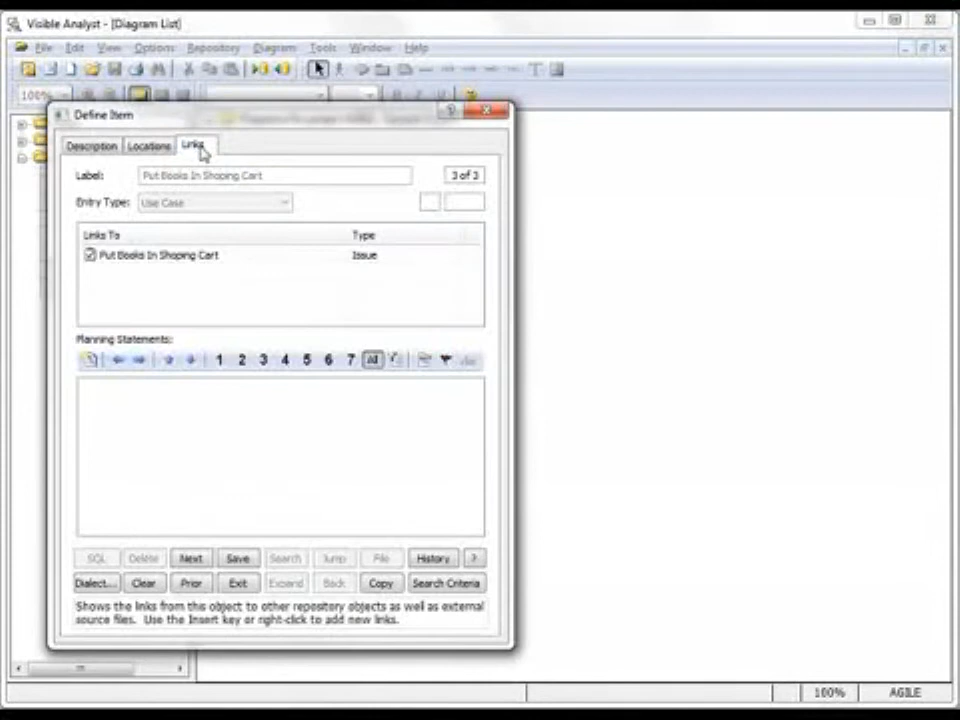 Visible Analyst - [Diagram List]
File Edit View Options Repository Diagram Tools Window Help
100%
Define Item
Description Locations Links
Label: Put Books In Shoping Cart 3 of 3
Entry Type: Use Case
Links To Type
Put Books In Shoping Cart Issue
Planning Statements:
1 2 3 4 5 6 7 All
SQL Delete Next Save Search Jump File History ?
Dialect... Clear Prior Exit Expand Back Copy Search Criteria
Shows the links from this object to other repository objects as well as external
source files. Use the Insert key or right-click to add new links.
100% AGILE